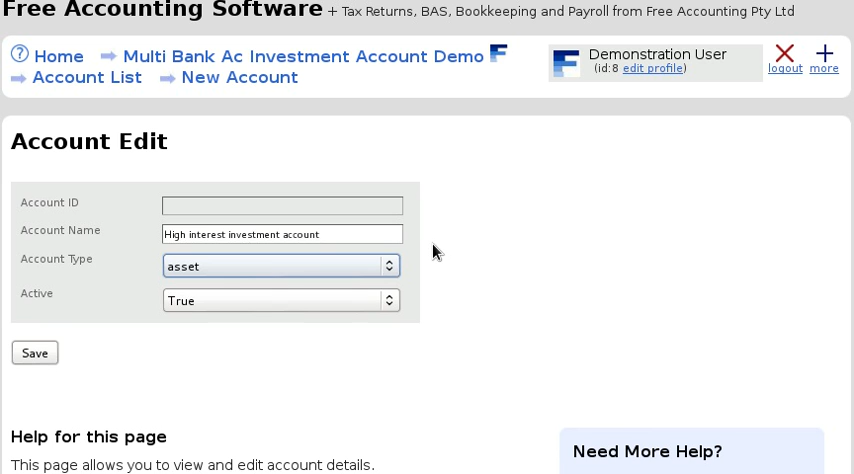 Free Accounting Software + Tax Returns, BAS, Bookkeeping and Payroll from Free Accounting Pty Ltd
Home Multi Bank Ac Investment Account Demo
Account List New Account
Demonstration User
(id:8 edit profile)
logout more
Account Edit
Account ID
Account Name High interest investment account
Account Type asset
Active True
Save
Help for this page
This page allows you to view and edit account details.
Need More Help?